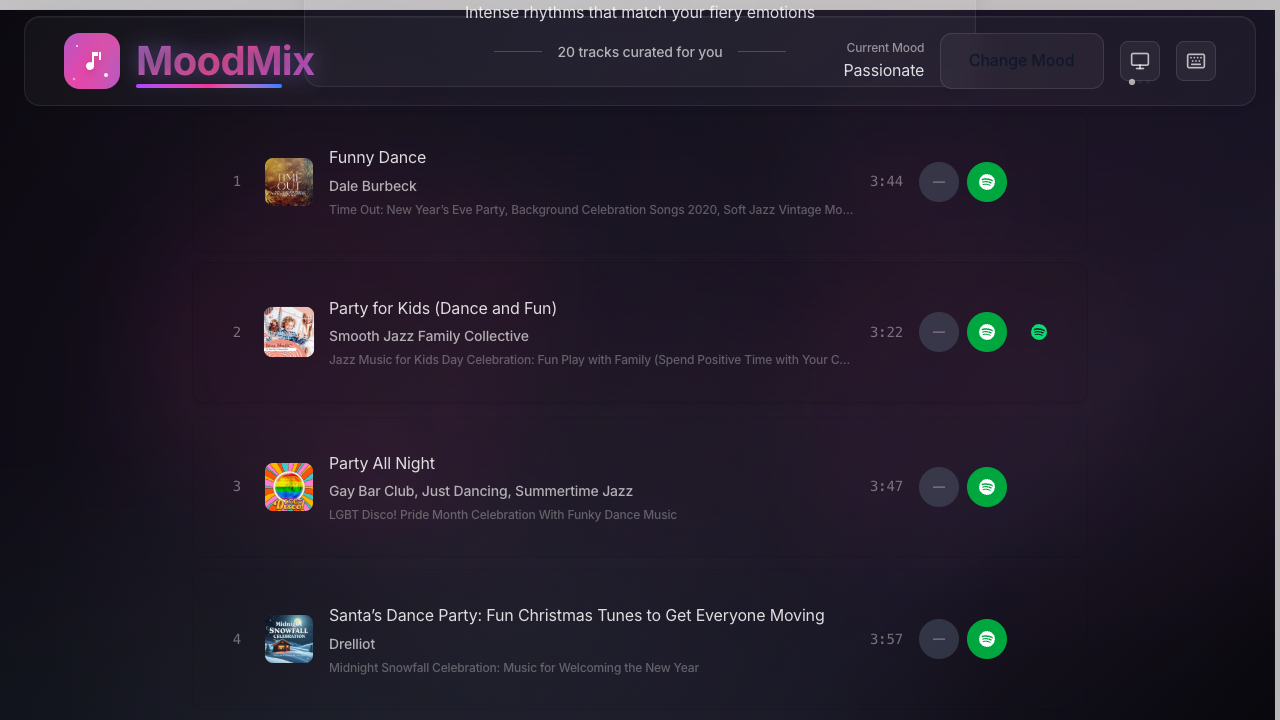 Intense rhythms that match your fiery emotions
MoodMix
20 tracks curated for you
Current Mood
Passionate
Change Mood
1
Funny Dance
Dale Burbeck
Time Out: New Year’s Eve Party, Background Celebration Songs 2020, Soft Jazz Vintage Mo…
3:44
2
Party for Kids (Dance and Fun)
Smooth Jazz Family Collective
Jazz Music for Kids Day Celebration: Fun Play with Family (Spend Positive Time with Your C…
3:22
3
Party All Night
Gay Bar Club, Just Dancing, Summertime Jazz
LGBT Disco! Pride Month Celebration With Funky Dance Music
3:47
4
Midnight
SNOWFALL
CELEBRATION
Santa’s Dance Party: Fun Christmas Tunes to Get Everyone Moving
Drelliot
Midnight Snowfall Celebration: Music for Welcoming the New Year
3:57